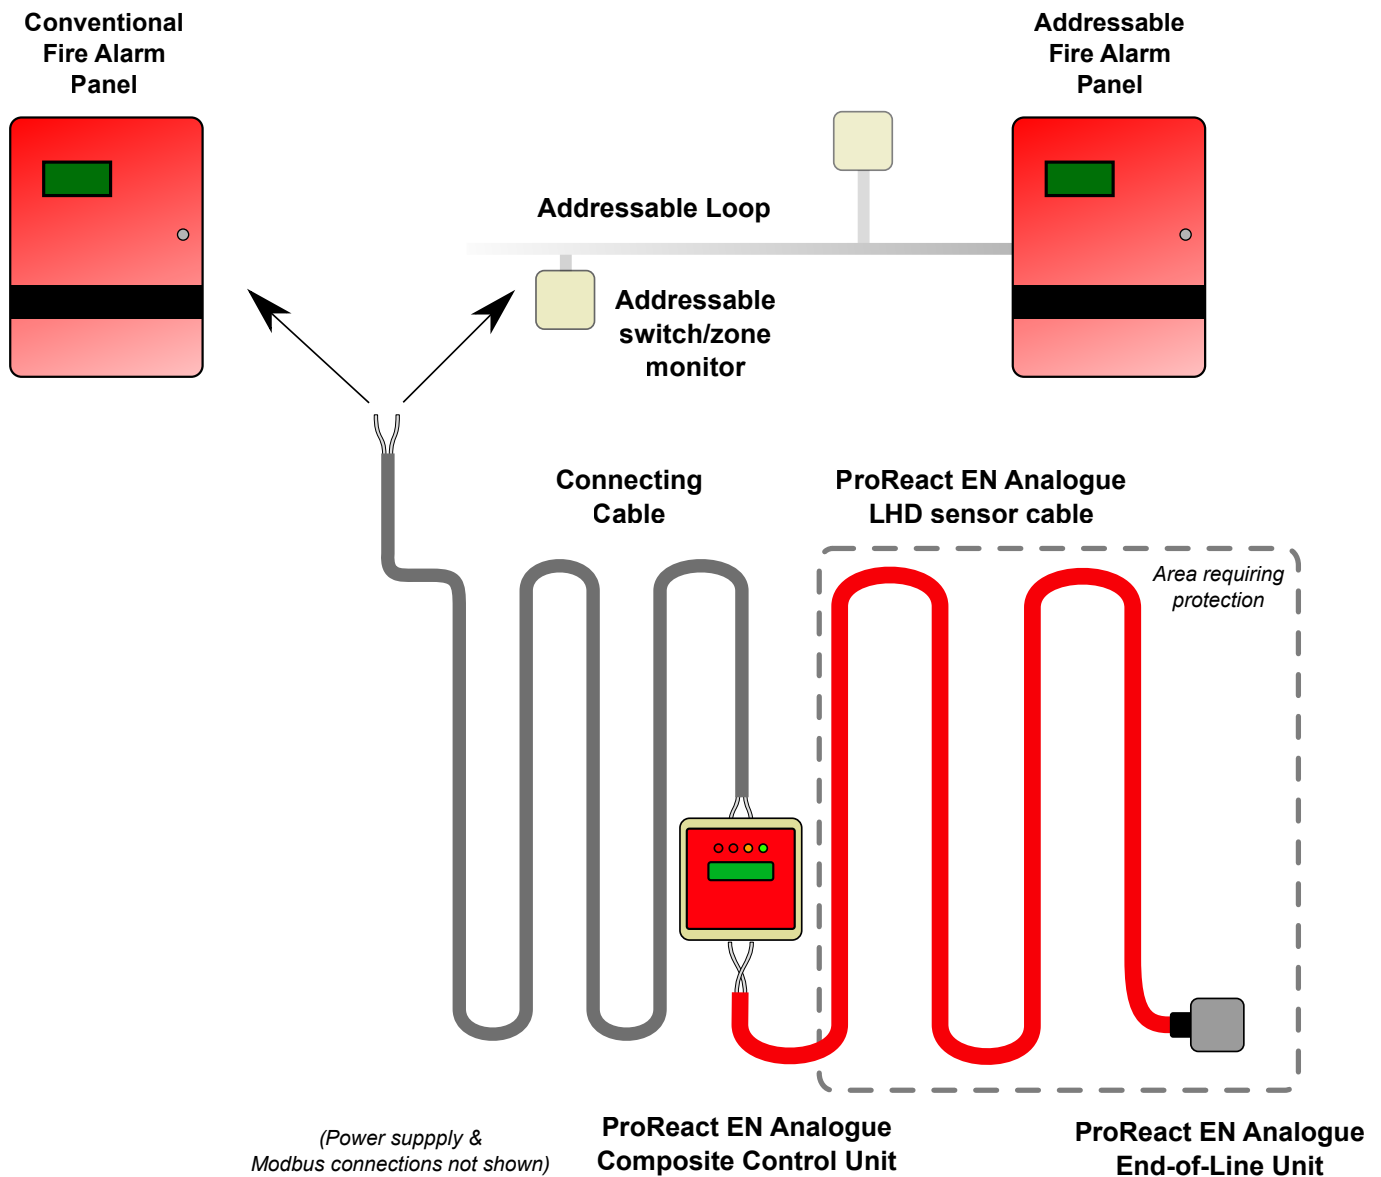 Conventional
Fire Alarm
Panel
Addressable
Fire Alarm
Panel
Addressable Loop
Addressable
switch/zone
monitor
Connecting
Cable
ProReact EN Analogue
LHD sensor cable
Area requiring
protection
(Power suppply &
Modbus connections not shown)
ProReact EN Analogue
Composite Control Unit
ProReact EN Analogue
End-of-Line Unit